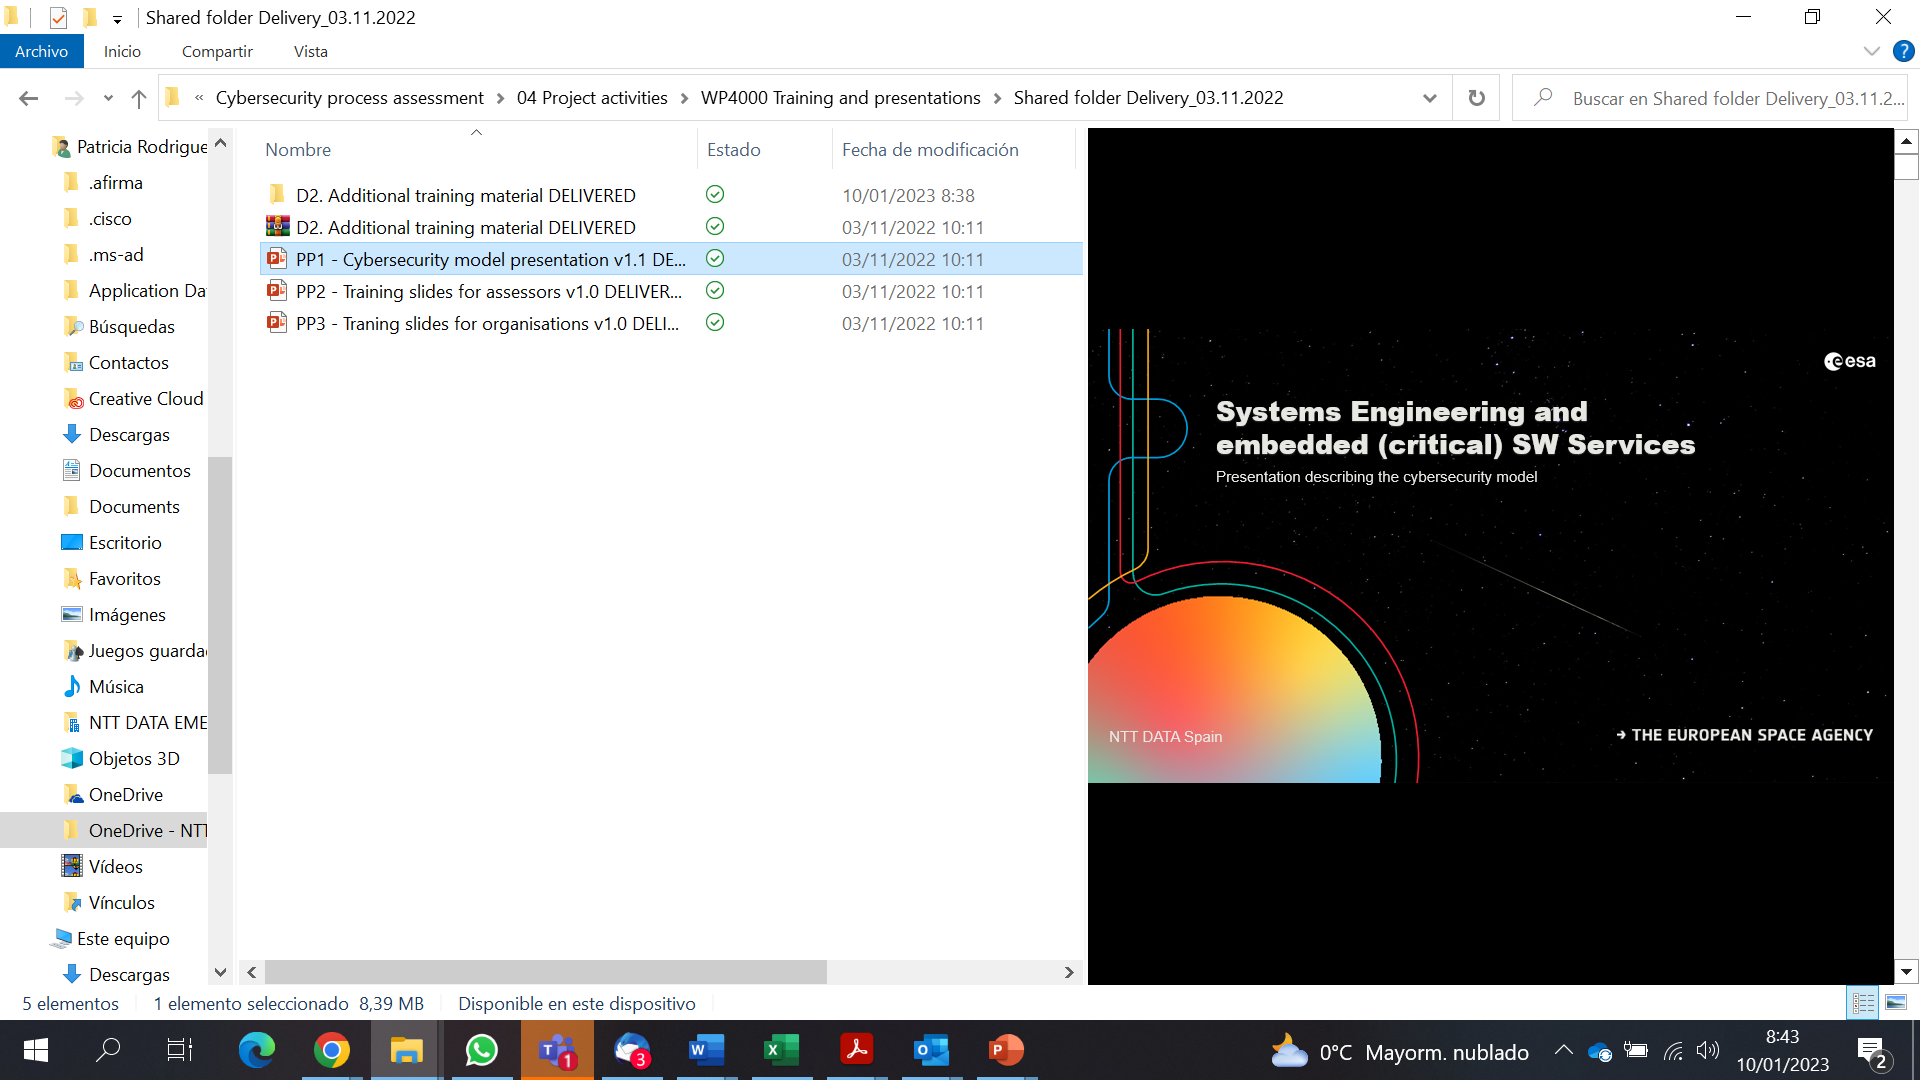 Shared folder Delivery_03.11.2022
Archivo
Inicio
Compartir
Vista
?
« Cybersecurity process assessment > 04 Project activities > WP4000 Training and presentations > Shared folder Delivery_03.11.2022
Buscar en Shared folder Delivery_03.11.2...
Patricia Rodrigue
.afirma
.cisco
.ms-ad
Application Da
Búsquedas
Contactos
Creative Cloud
Descargas
Documentos
Documents
Escritorio
Favoritos
Imágenes
Juegos guarda
Música
NTT DATA EME
Objetos 3D
OneDrive
OneDrive - NTT
Vídeos
Vínculos
Este equipo
Descargas
Nombre Estado Fecha de modificación
D2. Additional training material DELIVERED 10/01/2023 8:38
D2. Additional training material DELIVERED 03/11/2022 10:11
PP1 - Cybersecurity model presentation v1.1 DE... 03/11/2022 10:11
PP2 - Training slides for assessors v1.0 DELIVER... 03/11/2022 10:11
PP3 - Traning slides for organisations v1.0 DELI... 03/11/2022 10:11
esa
Systems Engineering and
embedded (critical) SW Services
Presentation describing the cybersecurity model
NTT DATA Spain
→ THE EUROPEAN SPACE AGENCY
5 elementos
1 elemento seleccionado 8,39 MB
Disponible en este dispositivo
1
3
0°C Mayorm. nublado
8:43
10/01/2023
2